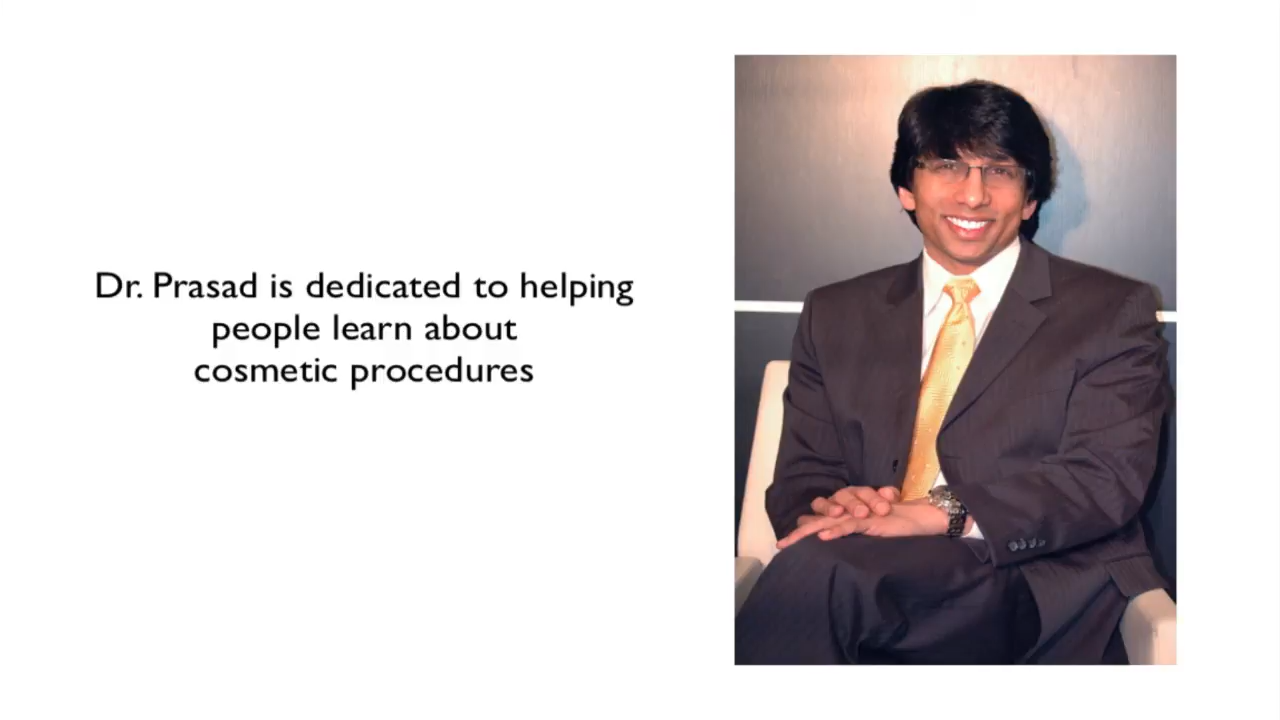 Dr. Prasad is dedicated to helping
people learn about
cosmetic procedures